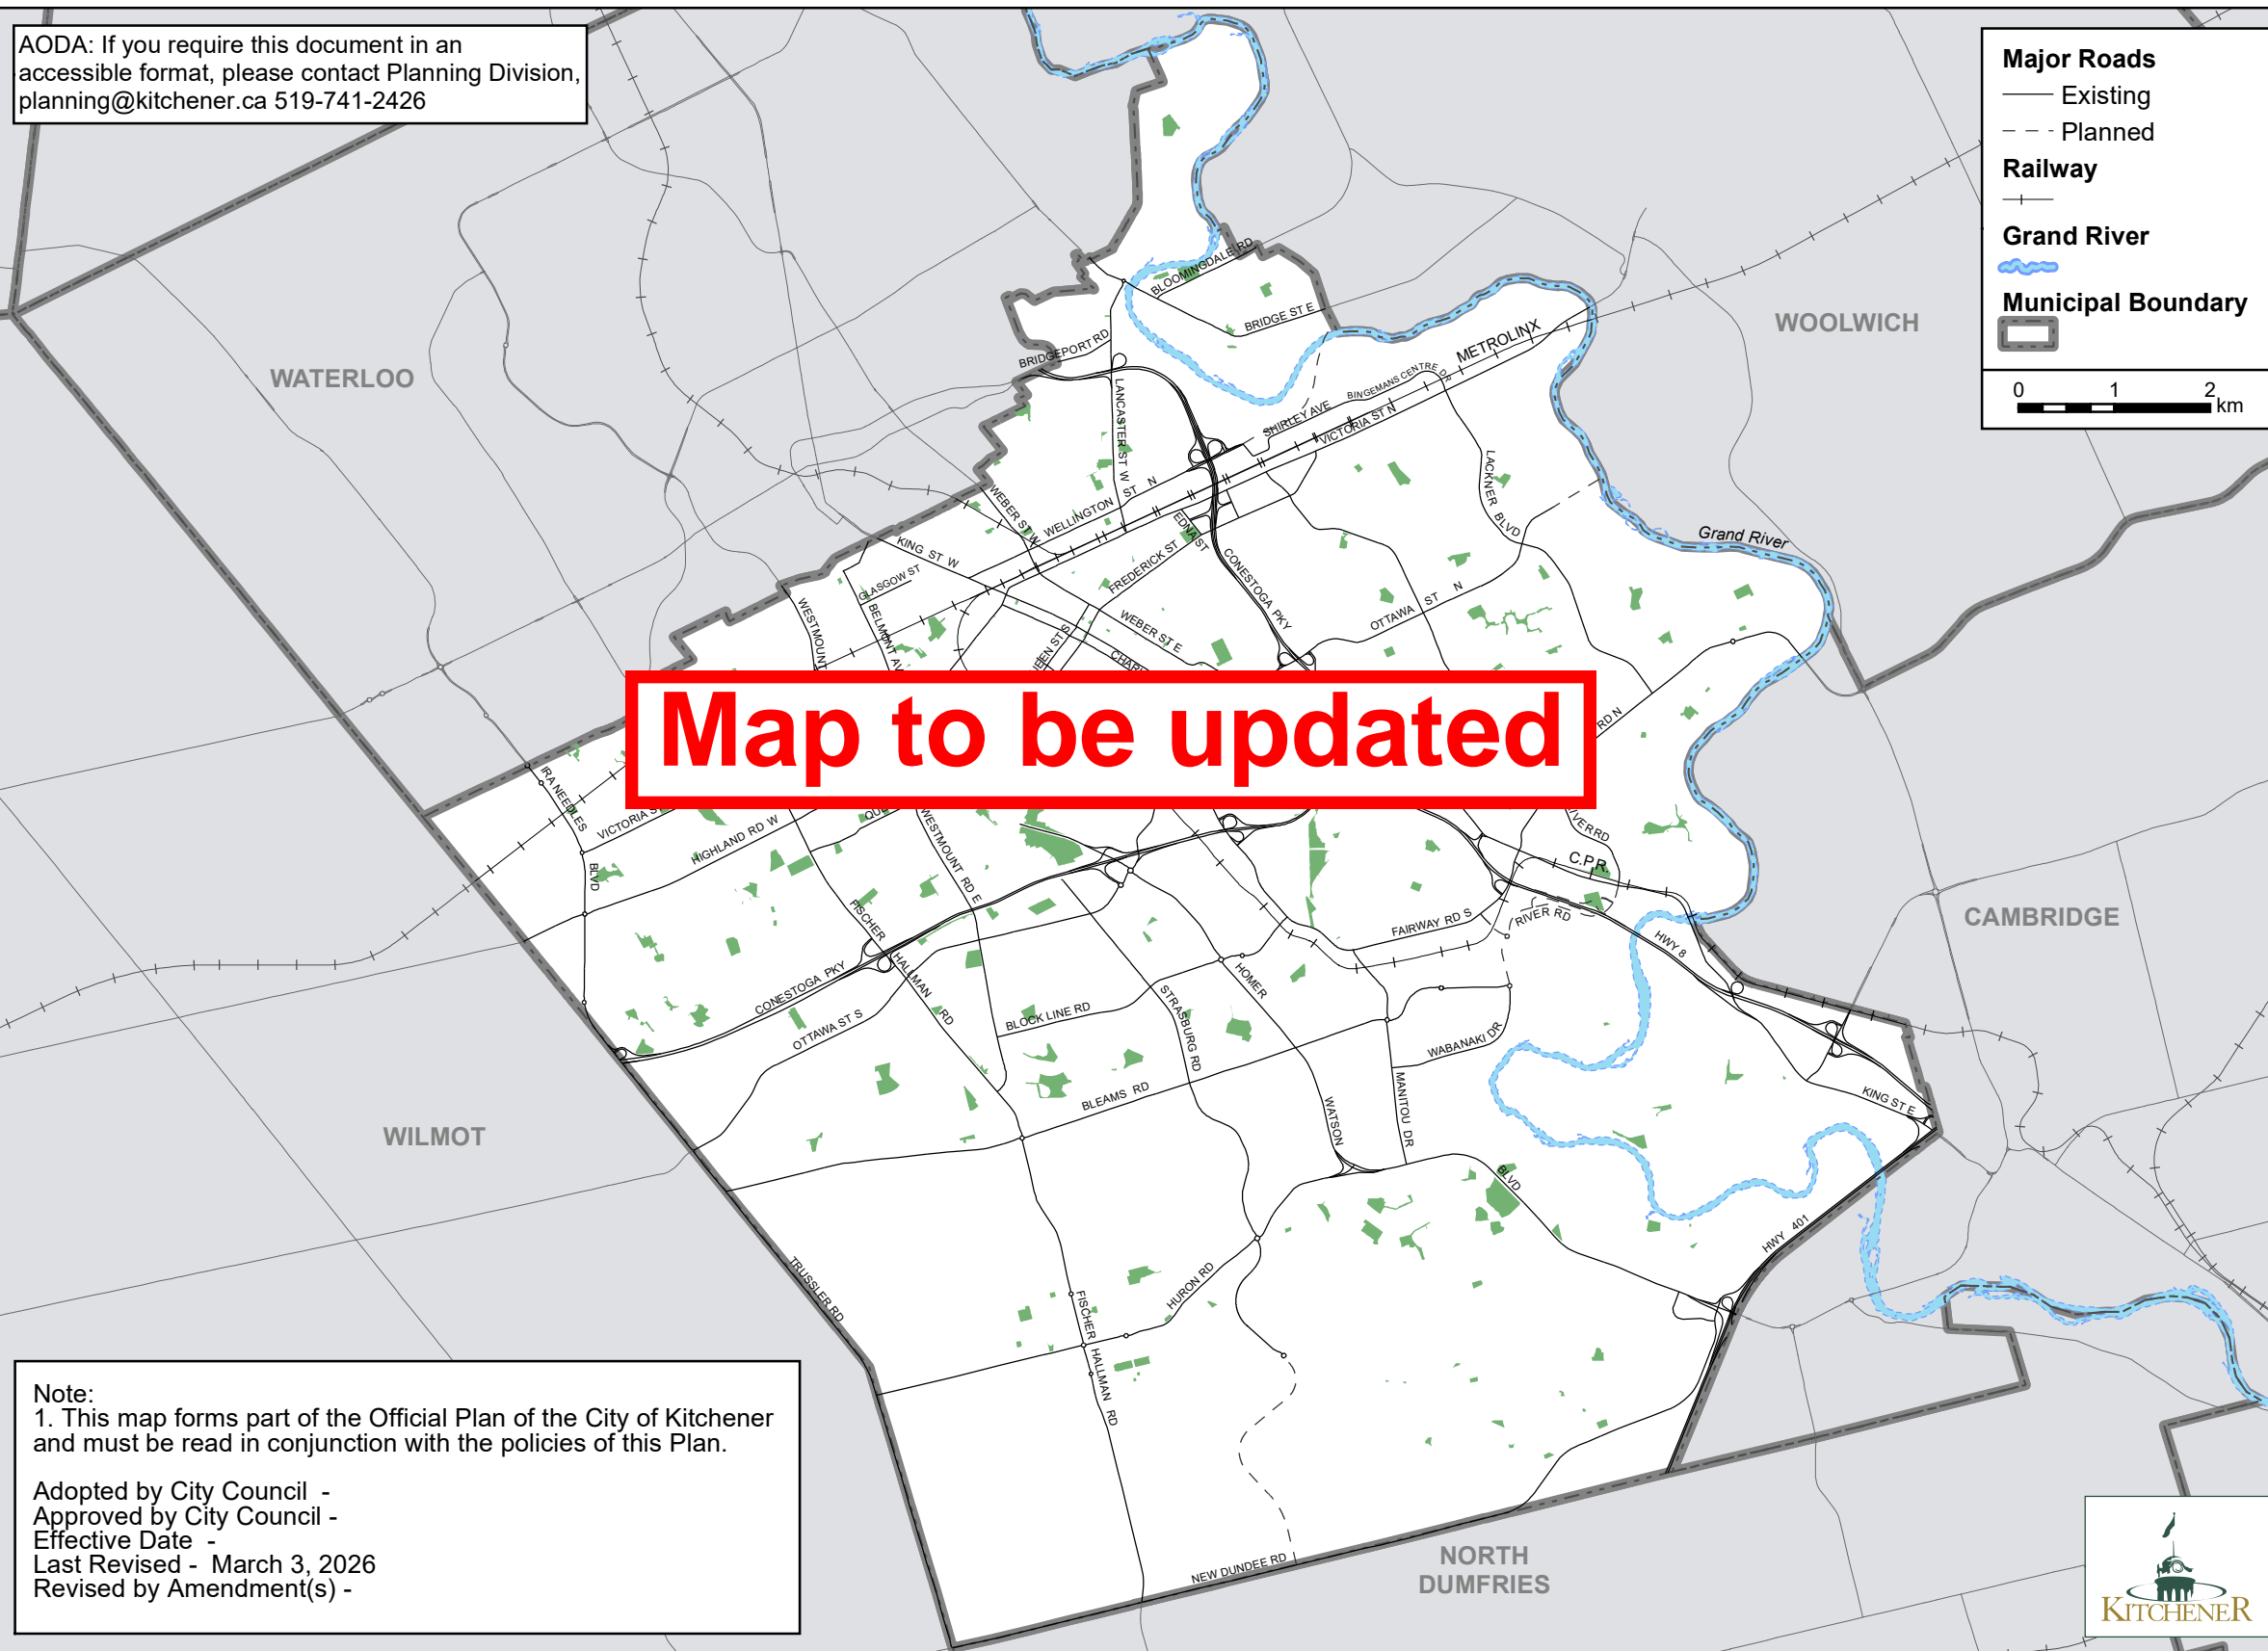 AODA: If you require this document in an
accessible format, please contact Planning Division,
planning@kitchener.ca 519-741-2426
Major Roads
Existing
Planned
Railway
Grand River
Municipal Boundary
0 1 2
km
WATERLOO
WOOLWICH
CAMBRIDGE
WILMOT
NORTH
DUMFRIES
BLOOMINGDALE RD
BRIDGE ST E
BRIDGEPORT RD
METROLINX
BINGEMANS CENTRE DR
SHIRLEY AVE
VICTORIA ST N
LANCASTER ST W
LACKNER BLVD
WEBER ST W
WELLINGTON ST N
EDNA ST
KING ST W
FREDERICK ST
GLASGOW ST
CONESTOGA PKY
Grand River
WESTMOUNT
BELMONT AV
WEBER ST E
OTTAWA ST N
Map to be updated
RD N
IRA NEEDLES
BLVD
VICTORIA S
HIGHLAND RD W
WESTMOUNT RD E
C.P.R.
FISCHER
HALLMAN
RD
FAIRWAY RD S
RIVER RD
HWY 8
CONESTOGA PKY
OTTAWA ST S
HOMER
WATSON
BLVD
BLOCK LINE RD
STRASBURG RD
WABANAKI DR
MANITOU DR
BLEAMS RD
KING ST E
HWY 401
TRUSSLER RD
HURON RD
FISCHER
HALLMAN RD
NEW DUNDEE RD
Note:
1. This map forms part of the Official Plan of the City of Kitchener
and must be read in conjunction with the policies of this Plan.
Adopted by City Council -
Approved by City Council -
Effective Date -
Last Revised - March 3, 2026
Revised by Amendment(s) -
KITCHENER